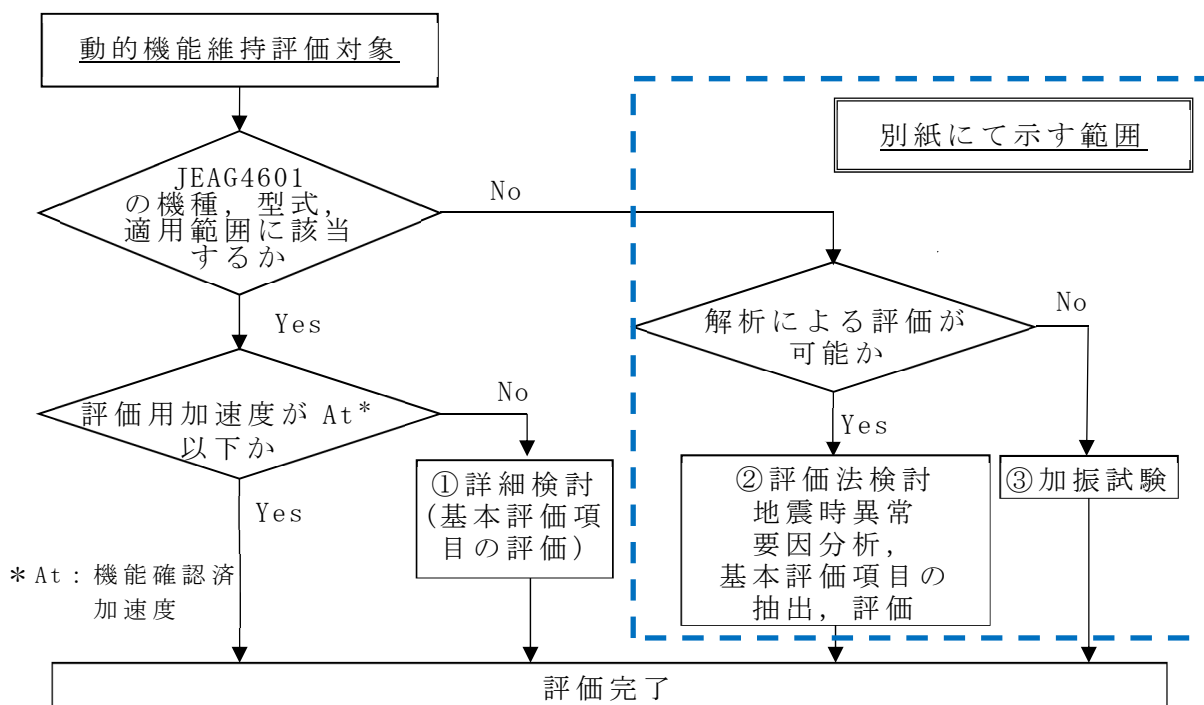 動的機能維持評価対象
別紙にて示す範囲
JEAG4601
の機種，型式，
適用範囲に該当
するか
No
Yes
解析による評価が
可能か
No
Yes
評価用加速度が At*
以下か
No
Yes
①詳細検討
(基本評価項
目の評価)
②評価法検討
地震時異常
要因分析，
基本評価項目の
抽出，評価
③加振試験
＊At：機能確認済
加速度
評価完了